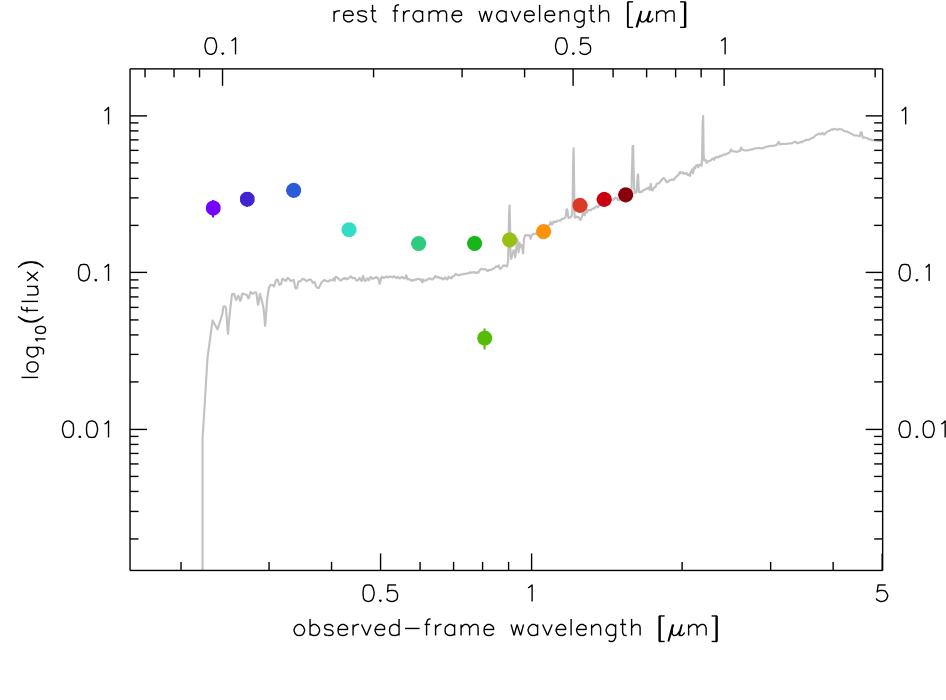 rest frame wavelength [μm]
0.1 0.5 1
1 1
0.1 0.1
0.01 0.01
log10(flux)
0.5 1 5
observed-frame wavelength [μm]